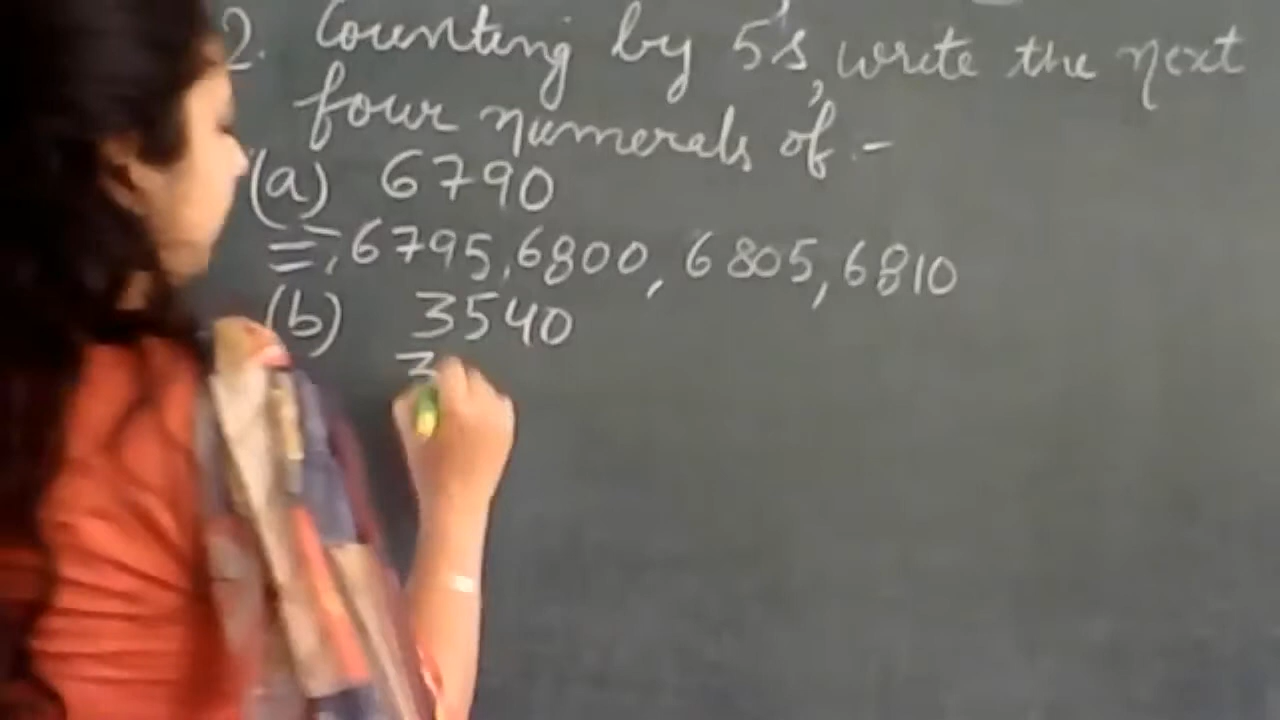 2. Counting by 5's, write the next
four numerals of :-
(a) 6790
=, 6795, 6800, 6805, 6810
(b) 3540
3